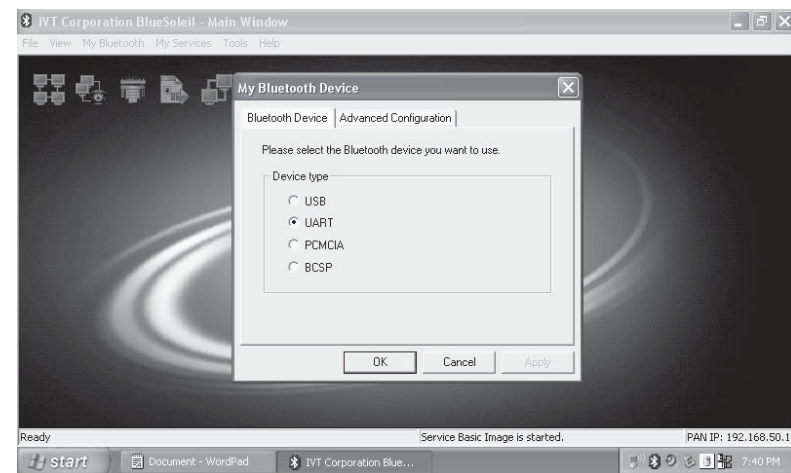 IVT Corporation BlueSoleil - Main Window
File View My Bluetooth My Services Tools Help
My Bluetooth Device
Bluetooth Device Advanced Configuration
Please select the Bluetooth device you want to use.
Device type
USB
UART
PCMCIA
BCSP
OK Cancel Apply
Ready Service Basic Image is started. PAN IP: 192.168.50.1
start Document - WordPad IVT Corporation Blue... 7:40 PM